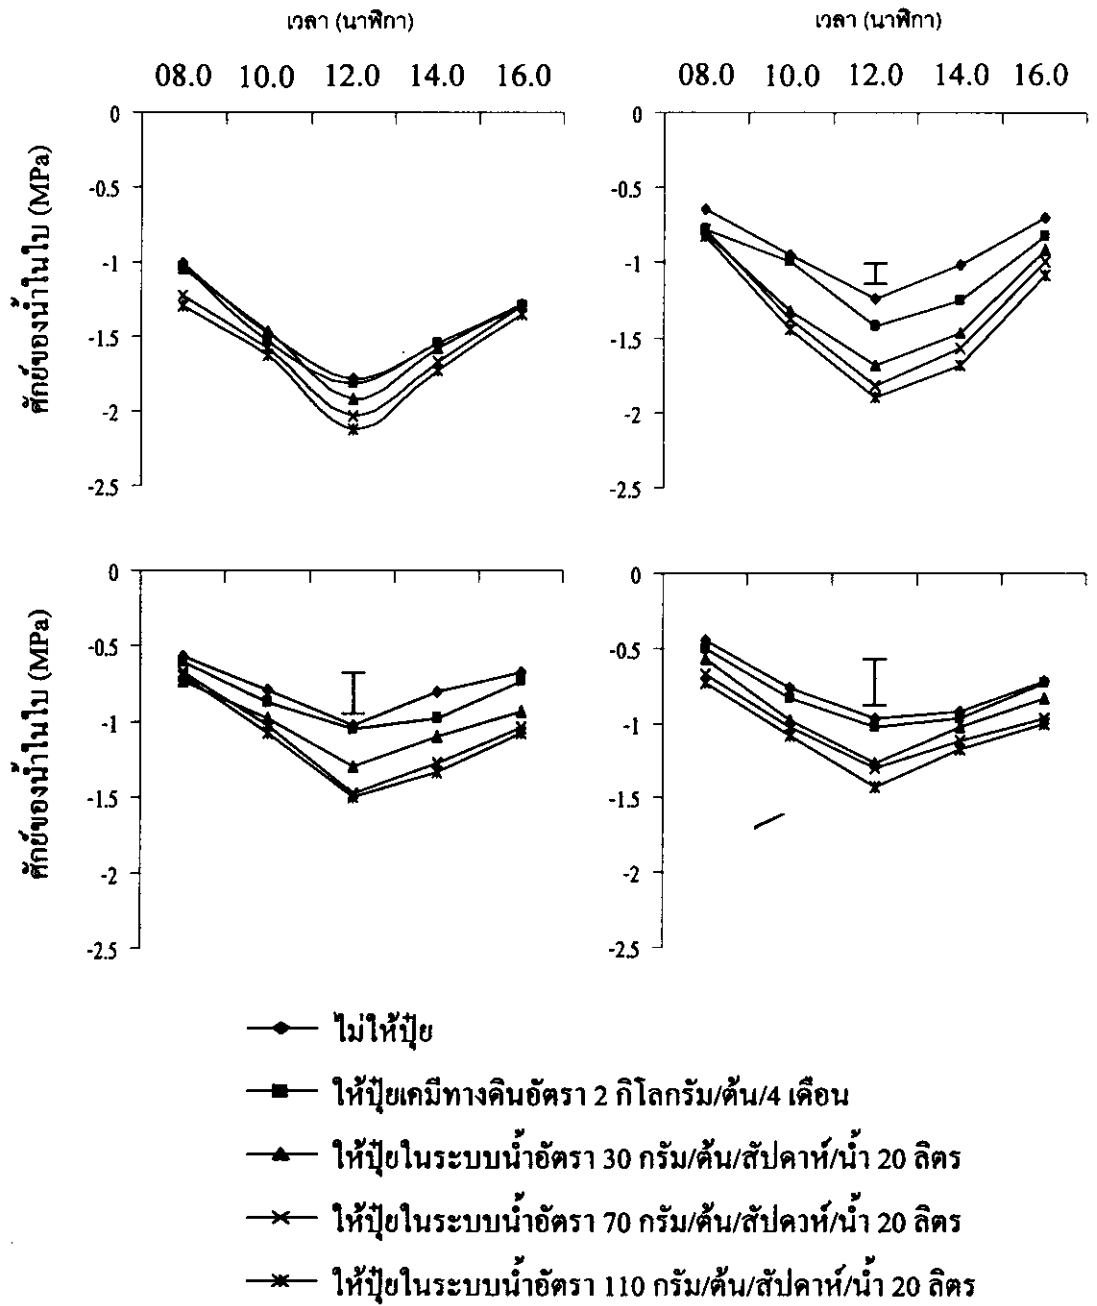 เวลา (นาฬิกา) เวลา (นาฬิกา)
08.0 10.0 12.0 14.0 16.0 08.0 10.0 12.0 14.0 16.0
ศักย์ของน้ำในใบ (MPa)
0 0
-0.5 -0.5
-1 -1
-1.5 -1.5
-2 -2
-2.5 -2.5
ศักย์ของน้ำในใบ (MPa)
0 0
-0.5 -0.5
-1 -1
-1.5 -1.5
-2 -2
-2.5 -2.5
ไม่ให้ปุ๋ย
ให้ปุ๋ยเคมีทางดินอัตรา 2 กิโลกรัม/ต้น/4 เดือน
ให้ปุ๋ยในระบบน้ำอัตรา 30 กรัม/ต้น/สัปดาห์/น้ำ 20 ลิตร
ให้ปุ๋ยในระบบน้ำอัตรา 70 กรัม/ต้น/สัปดาห์/น้ำ 20 ลิตร
ให้ปุ๋ยในระบบน้ำอัตรา 110 กรัม/ต้น/สัปดาห์/น้ำ 20 ลิตร